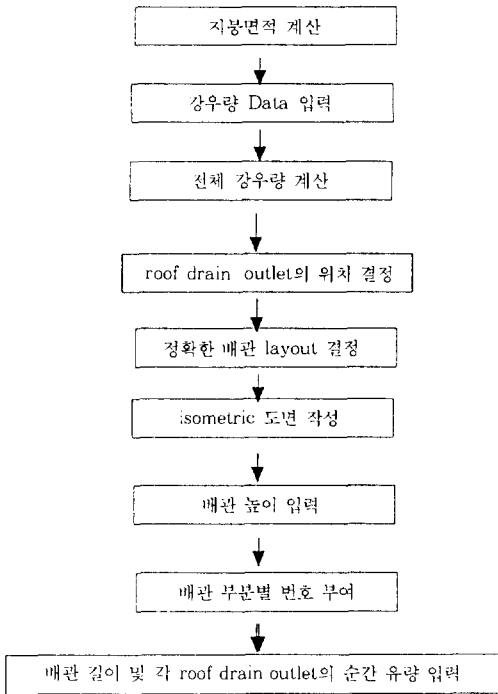 지붕면적 계산
강우량 Data 입력
전체 강우량 계산
roof drain outlet의 위차 결정
정확한 배관 layout 결정
isometric 도면 작성
배관 높이 입력
배관 부분별 번호 부여
배관 길이 및 각 roof drain outlet의 순간 유량 입력